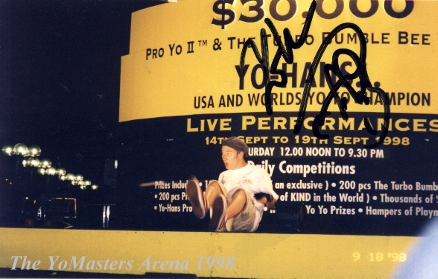 $30,000
PRO YO II™ & THE TURBO BUMBLE BEE
YO-HANS
USA AND WORLDS YO YO CHAMPION
LIVE PERFORMANCES
14TH SEPT TO 19TH SEPT 1998
URDAY 12.00 NOON TO 9.30 PM
Daily Competitions
Prizes Inclu an exclusive) • 200 pcs The Turbo Bumb
• 200 pcs of KIND in the World) • Thousands of
Yo-Hans Yo Yo Prizes • Hampers of Playm
The YoMasters Arena 1998
9 18 '98